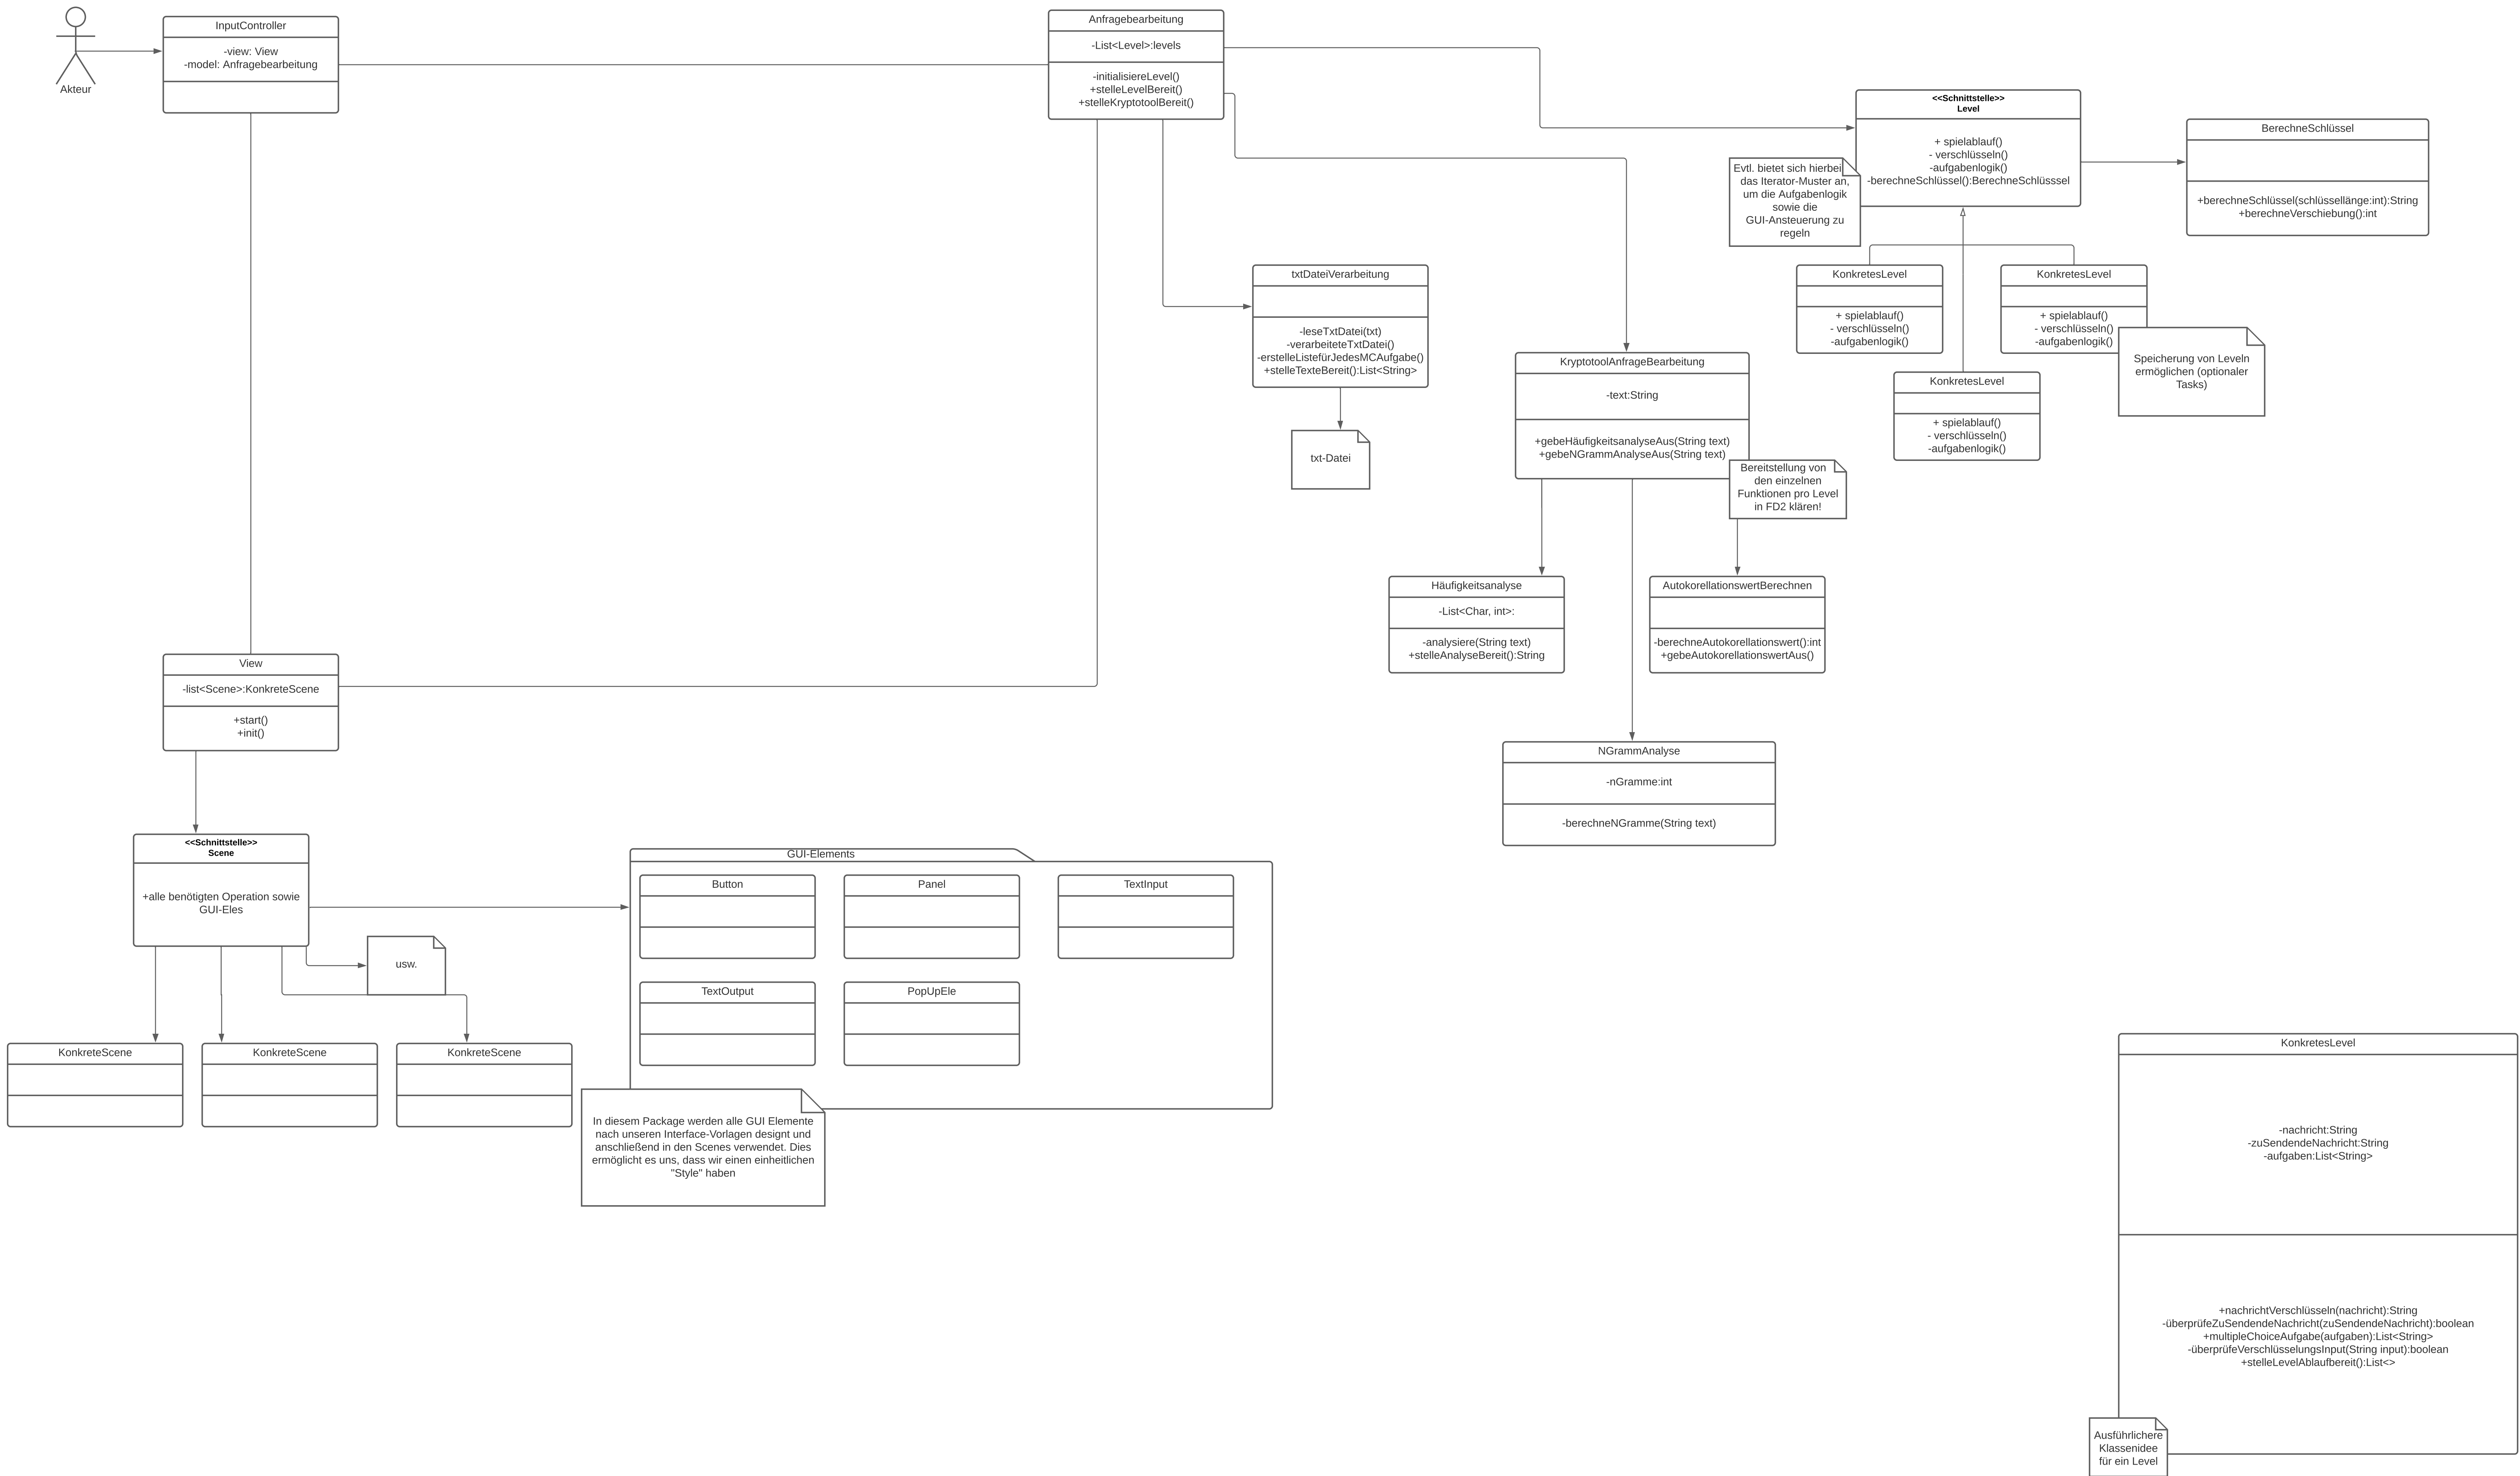 Akteur
InputController
-view: View
-model: Anfragebearbeitung
Anfragebearbeitung
-List<Level>:levels
-initialisiereLevel()
+stelleLevelBereit()
+stelleKryptotoolBereit()
<<Schnittstelle>>
Level
+ spielablauf()
- verschlüsseln()
-aufgabenlogik()
-berechneSchlüssel():BerechneSchlüsssel
BerechneSchlüssel
+berechneSchlüssel(schlüssellänge:int):String
+berechneVerschiebung():int
Evtl. bietet sich hierbei
das Iterator-Muster an,
um die Aufgabenlogik
sowie die
GUI-Ansteuerung zu
regeln
KonkretesLevel
+ spielablauf()
- verschlüsseln()
-aufgabenlogik()
KonkretesLevel
+ spielablauf()
- verschlüsseln()
-aufgabenlogik()
Speicherung von Leveln
ermöglichen (optionaler
Tasks)
KonkretesLevel
+ spielablauf()
- verschlüsseln()
-aufgabenlogik()
txtDateiVerarbeitung
-leseTxtDatei(txt)
-verarbeiteteTxtDatei()
-erstelleListefürJedesMCAufgabe()
+stelleTexteBereit():List<String>
txt-Datei
KryptotoolAnfrageBearbeitung
-text:String
+gebeHäufigkeitsanalyseAus(String text)
+gebeNGrammAnalyseAus(String text)
Bereitstellung von
den einzelnen
Funktionen pro Level
in FD2 klären!
Häufigkeitsanalyse
-List<Char, int>:
-analysiere(String text)
+stelleAnalyseBereit():String
AutokorellationswertBerechnen
-berechneAutokorellationswert():int
+gebeAutokorellationswertAus()
NGrammAnalyse
-nGramme:int
-berechneNGramme(String text)
View
-list<Scene>:KonkreteScene
+start()
+init()
<<Schnittstelle>>
Scene
+alle benötigten Operation sowie
GUI-Eles
usw.
KonkreteScene
KonkreteScene
KonkreteScene
GUI-Elements
Button
Panel
TextInput
TextOutput
PopUpEle
In diesem Package werden alle GUI Elemente
nach unseren Interface-Vorlagen designt und
anschließend in den Scenes verwendet. Dies
ermöglicht es uns, dass wir einen einheitlichen
"Style" haben
KonkretesLevel
-nachricht:String
-zuSendendeNachricht:String
-aufgaben:List<String>
+nachrichtVerschlüsseln(nachricht):String
-überprüfeZuSendendeNachricht(zuSendendeNachricht):boolean
+multipleChoiceAufgabe(aufgaben):List<String>
-überprüfeVerschlüsselungsInput(String input):boolean
+stelleLevelAblaufbereit():List<>
Ausführlichere
Klassenidee
für ein Level